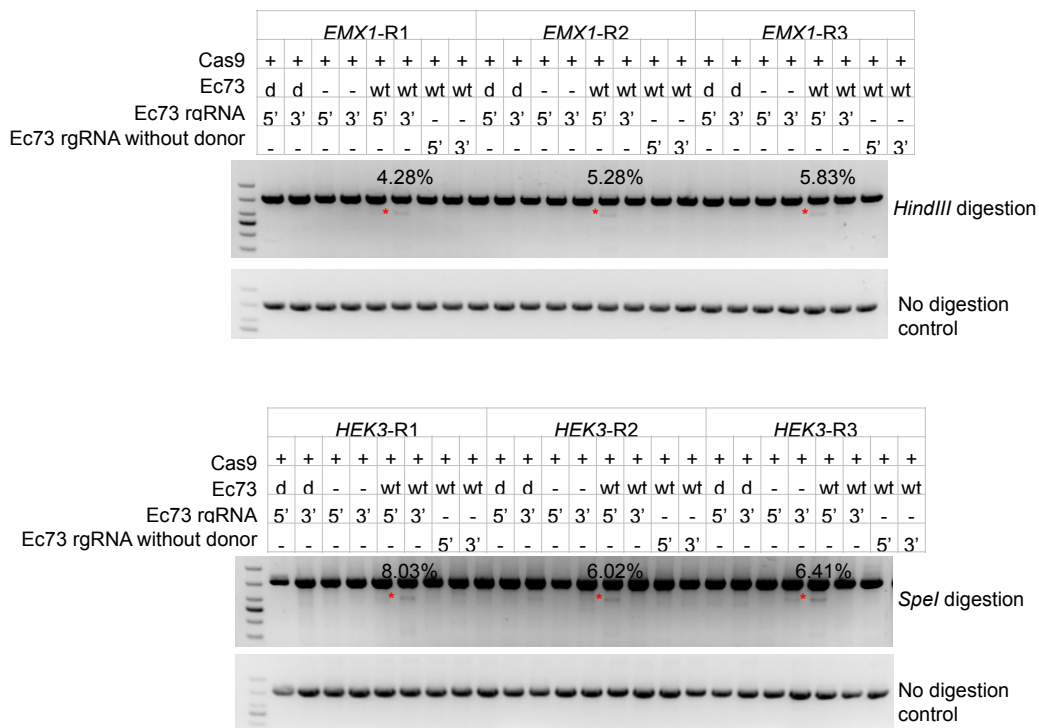 EMX1-R1 EMX1-R2 EMX1-R3
Cas9 + + + + + + + + + + + + + + + + + + + + + + + +
Ec73 d d - - wt wt wt wt d d - - wt wt wt wt d d - - wt wt wt wt
Ec73 rgRNA 5’ 3’ 5’ 3’ 5’ 3’ - - 5’ 3’ 5’ 3’ 5’ 3’ - - 5’ 3’ 5’ 3’ 5’ 3’ - -
Ec73 rgRNA without donor - - - - - - 5’ 3’ - - - - - - 5’ 3’ - - - - - - 5’ 3’
4.28% 5.28% 5.83%
* * *
HindIII digestion
No digestion
control
HEK3-R1 HEK3-R2 HEK3-R3
Cas9 + + + + + + + + + + + + + + + + + + + + + + + +
Ec73 d d - - wt wt wt wt d d - - wt wt wt wt d d - - wt wt wt wt
Ec73 rgRNA 5’ 3’ 5’ 3’ 5’ 3’ - - 5’ 3’ 5’ 3’ 5’ 3’ - - 5’ 3’ 5’ 3’ 5’ 3’ - -
Ec73 rgRNA without donor - - - - - - 5’ 3’ - - - - - - 5’ 3’ - - - - - - 5’ 3’
8.03% 6.02% 6.41%
* * *
SpeI digestion
No digestion
control